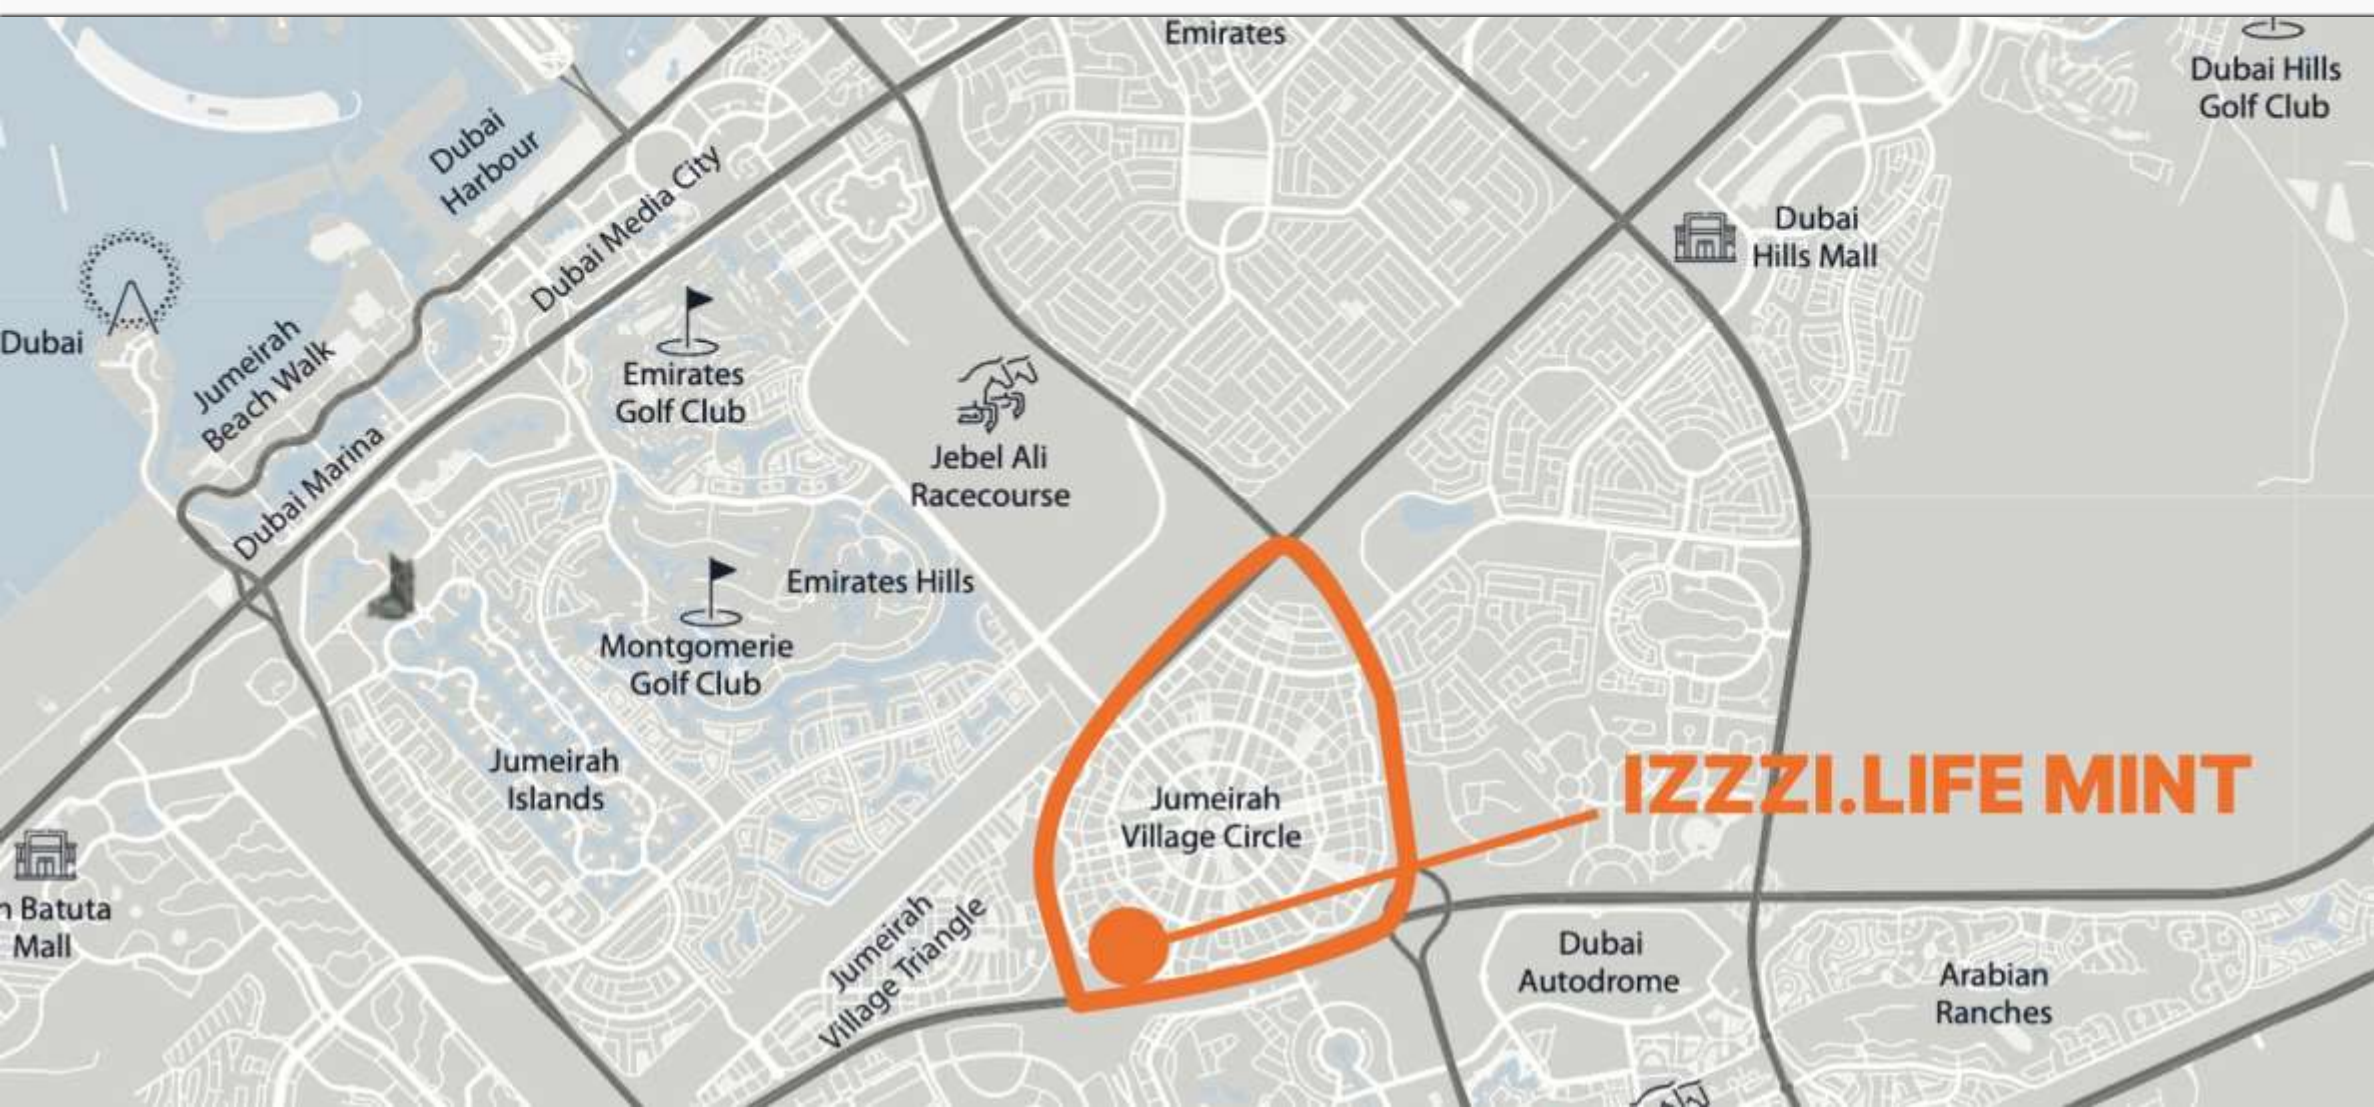 Emirates
Dubai Hills
Golf Club
Dubai
Harbour
Dubai Media City
Dubai
Hills Mall
Dubai
Jumeirah
Beach Walk
Emirates
Golf Club
Jebel Ali
Racecourse
Dubai Marina
Emirates Hills
Montgomerie
Golf Club
Jumeirah
Islands
Jumeirah
Village Circle
IZZZI.LIFE MINT
n Batuta
Mall
Jumeirah
Village Triangle
Dubai
Autodrome
Arabian
Ranches